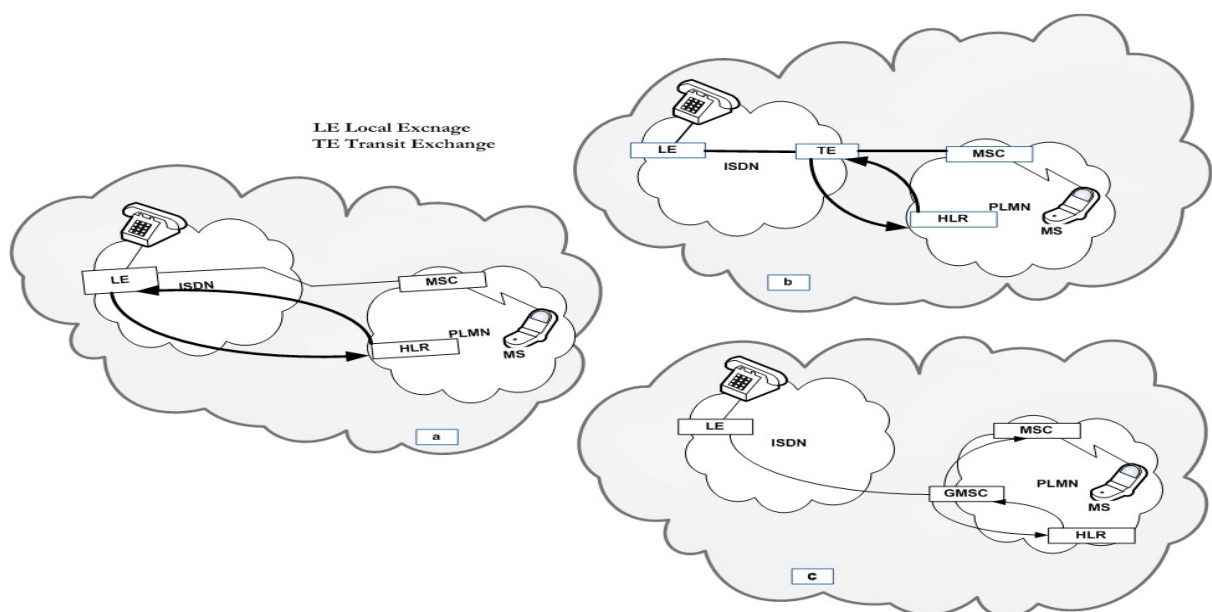 LE Local Excnage
TE Transit Exchange
LE
ISDN
MSC
HLR
PLMN
MS
a
LE
ISDN
TE
MSC
HLR
PLMN
MS
b
LE
ISDN
GMSC
MSC
PLMN
MS
HLR
c